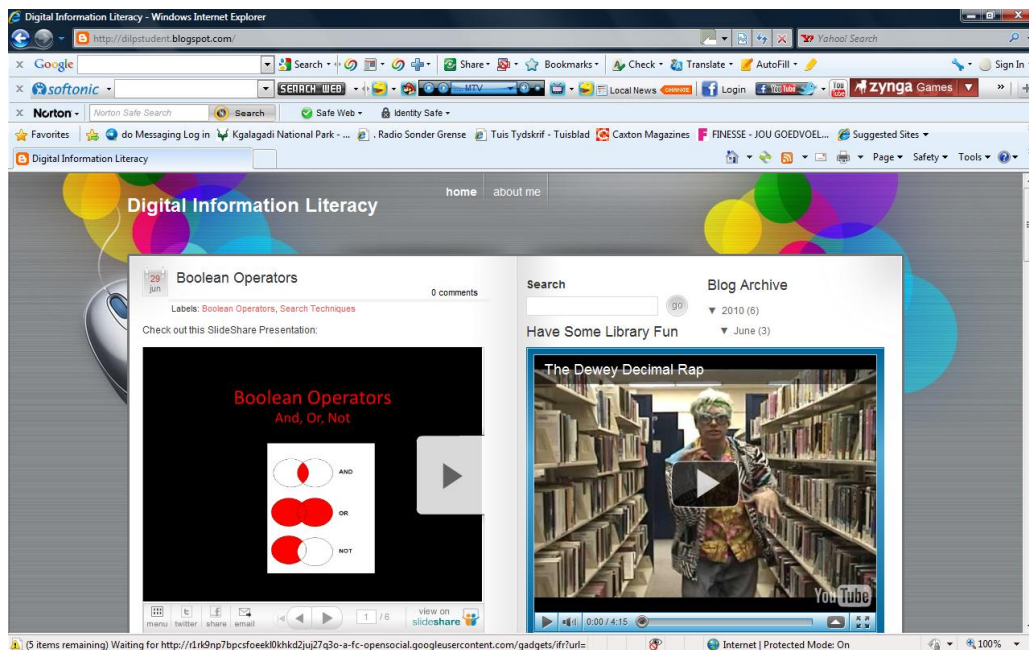 Digital Information Literacy - Windows Internet Explorer
http://dilpstudent.blogspot.com/
Yahoo! Search
x Google Search Share Bookmarks Check Translate AutoFill Sign In
x softonic SEARCH WEB MTV Local News CHANGE Login YouTube You Tube zynga Games »
x Norton Norton Safe Search Search Safe Web Identity Safe
Favorites do Messaging Log in Kgalagadi National Park - ... . Radio Sonder Grense Tuis Tydskrif - Tuisblad Caxton Magazines FINESSE - JOU GOEDVOEL... Suggested Sites
Digital Information Literacy Page Safety Tools
home about me
Digital Information Literacy
29
jun
Boolean Operators
0 comments
Labels: Boolean Operators, Search Techniques
Check out this SlideShare Presentation:
Boolean Operators
And, Or, Not
AND
OR
NOT
menu twitter share email 1 / 6 view on
slideshare
Search
go
Have Some Library Fun
The Dewey Decimal Rap
You Tube
0:00 / 4:15
Blog Archive
▼ 2010 (6)
▼ June (3)
(5 items remaining) Waiting for http://r1rk9np7bpcsfoeekl0khkd2juj27q3o-a-fc-opensocial.googleusercontent.com/gadgets/ifr?url= Internet | Protected Mode: On 100%